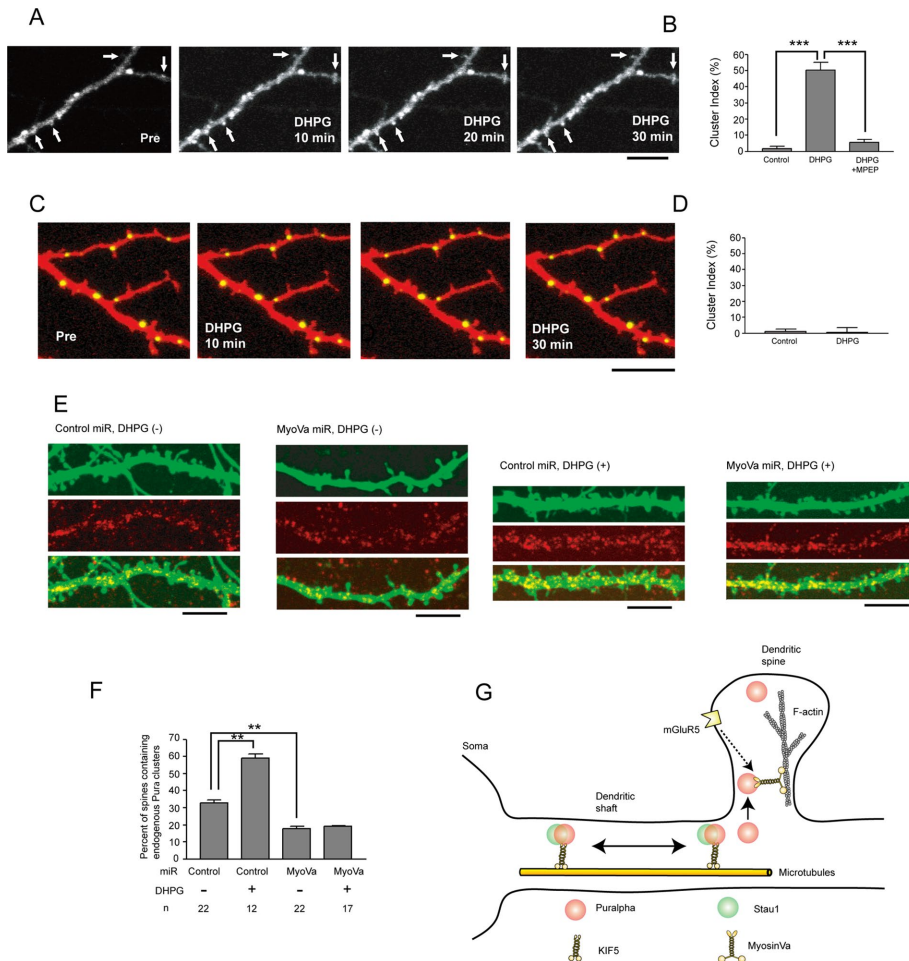 A
Pre
DHPG
10 min
DHPG
20 min
DHPG
30 min
B
***
***
Cluster Index (%)
60
50
40
30
20
10
0
Control
DHPG
DHPG
+MPEP
C
Pre
DHPG
10 min
DHPG
30 min
D
Cluster Index (%)
60
50
40
30
20
10
0
Control
DHPG
E
Control miR, DHPG (-)
MyoVa miR, DHPG (-)
Control miR, DHPG (+)
MyoVa miR, DHPG (+)
F
Percent of spines containing
endogenous Pura clusters
70
60
50
40
30
20
10
0
**
**
miR Control Control MyoVa MyoVa
DHPG - + - +
n 22 12 22 17
G
Dendritic
spine
mGluR5
F-actin
Soma
Dendritic
shaft
Microtubules
Puralpha
Stau1
KIF5
MyosinVa